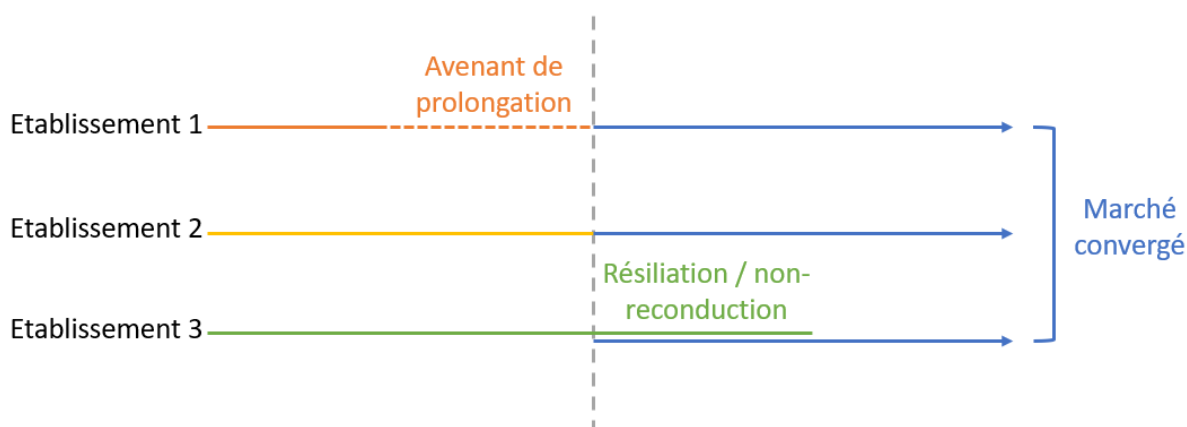 Avenant de
prolongation
Etablissement 1
Etablissement 2
Marché
convergé
Résiliation / non-
reconduction
Etablissement 3